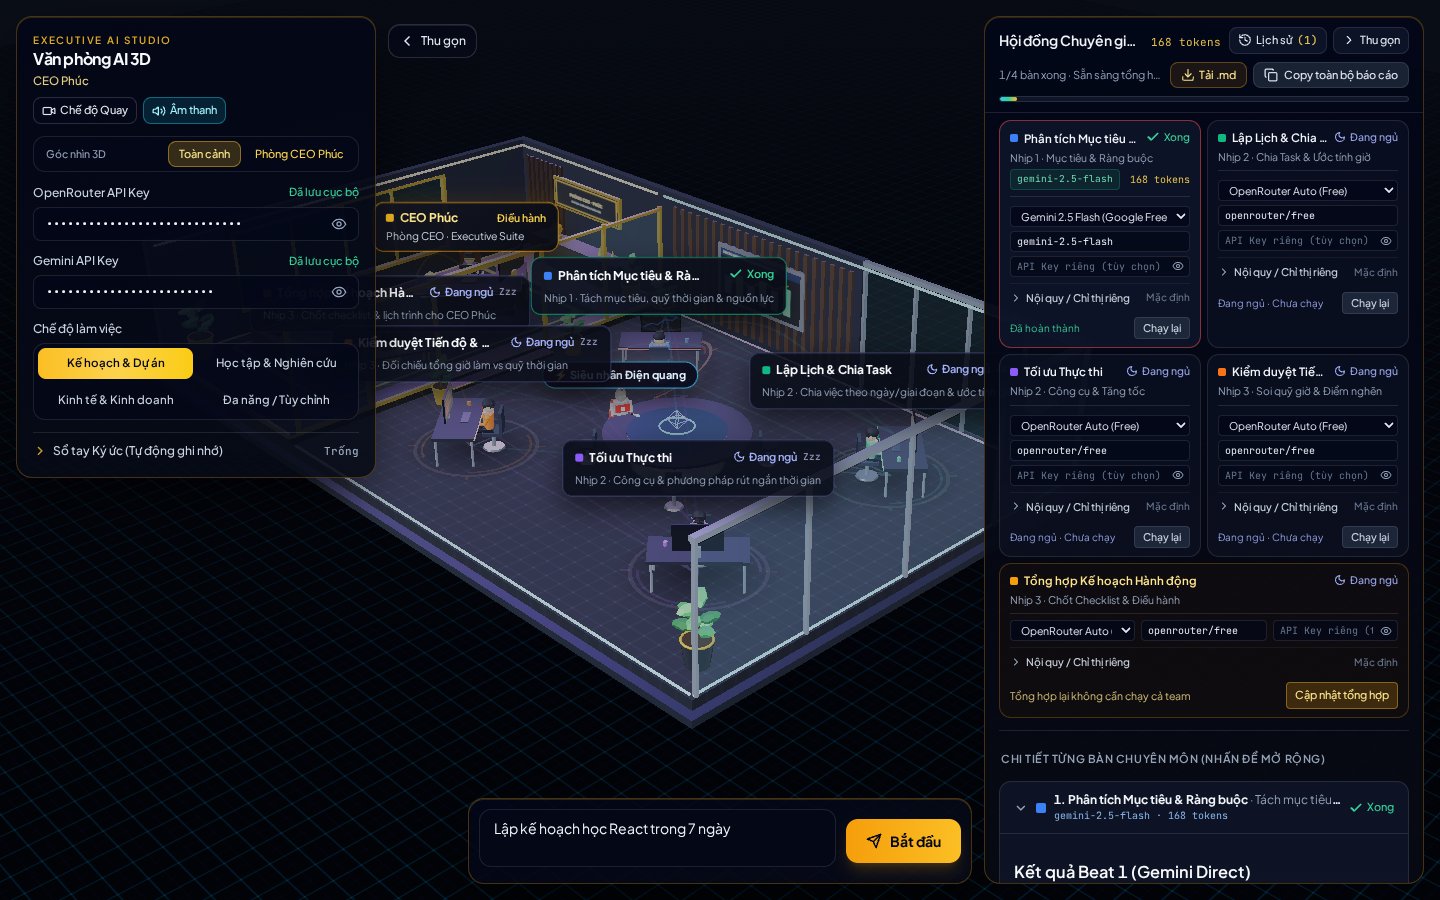 EXECUTIVE AI STUDIO
Văn phòng AI 3D
CEO Phúc
Chế độ Quay
Âm thanh
Góc nhìn 3D
Toàn cảnh
Phòng CEO Phúc
OpenRouter API Key
Đã lưu cục bộ
Gemini API Key
Đã lưu cục bộ
Chế độ làm việc
Kế hoạch & Dự án
Học tập & Nghiên cứu
Kinh tế & Kinh doanh
Đa năng / Tùy chỉnh
Sổ tay Ký ức (Tự động ghi nhớ)
Trống
Thu gọn
CEO Phúc
Điều hành
Phòng CEO · Executive Suite
Phân tích Mục tiêu & Rà...
Xong
Nhịp 1 · Tách mục tiêu, quỹ thời gian & nguồn lực
Đang ngủ Zzz
Nhịp 3 · Chốt checklist & lịch trình cho CEO Phúc
Kiểm duyệt Tiến độ & ...
Đang ngủ Zzz
Đối chiếu tổng giờ làm vs quỹ thời gian
Siêu nhân Điện quang
Lập Lịch & Chia Task
Đang ng
Nhịp 2 · Chia việc theo ngày/giai đoạn & ước tí
Tối ưu Thực thi
Đang ngủ Zzz
Nhịp 2 · Công cụ & phương pháp rút ngắn thời gian
Lập kế hoạch học React trong 7 ngày
Bắt đầu
Hội đồng Chuyên gi...
168 tokens
Lịch sử (1)
Thu gọn
1/4 bàn xong · Sẵn sàng tổng h...
Tải .md
Copy toàn bộ báo cáo
Phân tích Mục tiêu ...
Xong
Nhịp 1 · Mục tiêu & Ràng buộc
gemini-2.5-flash
168 tokens
Gemini 2.5 Flash (Google Free
gemini-2.5-flash
API Key riêng (tùy chọn)
Nội quy / Chỉ thị riêng
Mặc định
Đã hoàn thành
Chạy lại
Lập Lịch & Chia ...
Đang ngủ
Nhịp 2 · Chia Task & Ước tính giờ
OpenRouter Auto (Free)
openrouter/free
API Key riêng (tùy chọn)
Nội quy / Chỉ thị riêng
Mặc định
Đang ngủ · Chưa chạy
Chạy lại
Tối ưu Thực thi
Đang ngủ
Nhịp 2 · Công cụ & Tăng tốc
OpenRouter Auto (Free)
openrouter/free
API Key riêng (tùy chọn)
Nội quy / Chỉ thị riêng
Mặc định
Đang ngủ · Chưa chạy
Chạy lại
Kiểm duyệt Tiế...
Đang ngủ
Nhịp 3 · Soi quỹ giờ & Điểm nghẽn
OpenRouter Auto (Free)
openrouter/free
API Key riêng (tùy chọn)
Nội quy / Chỉ thị riêng
Mặc định
Đang ngủ · Chưa chạy
Chạy lại
Tổng hợp Kế hoạch Hành động
Đang ngủ
Nhịp 3 · Chốt Checklist & Điều hành
OpenRouter Auto (
openrouter/free
API Key riêng (t
Nội quy / Chỉ thị riêng
Mặc định
Tổng hợp lại không cần chạy cả team
Cập nhật tổng hợp
CHI TIẾT TỪNG BÀN CHUYÊN MÔN (NHẤN ĐỂ MỞ RỘNG)
1. Phân tích Mục tiêu & Ràng buộc · Tách mục tiêu...
Xong
gemini-2.5-flash · 168 tokens
Kết quả Beat 1 (Gemini Direct)